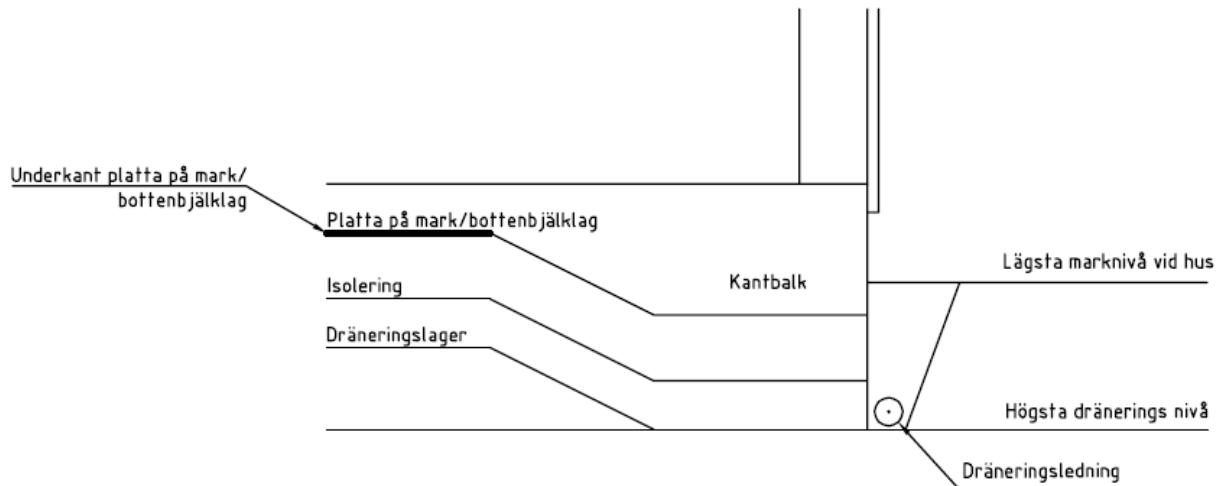 Underkant platta på mark/
bottenbjälklag
Platta på mark/bottenbjälklag
Isolering
Dräneringslager
Kantbalk
Lägsta marknivå vid hus
Högsta dränerings nivå
Dräneringsledning